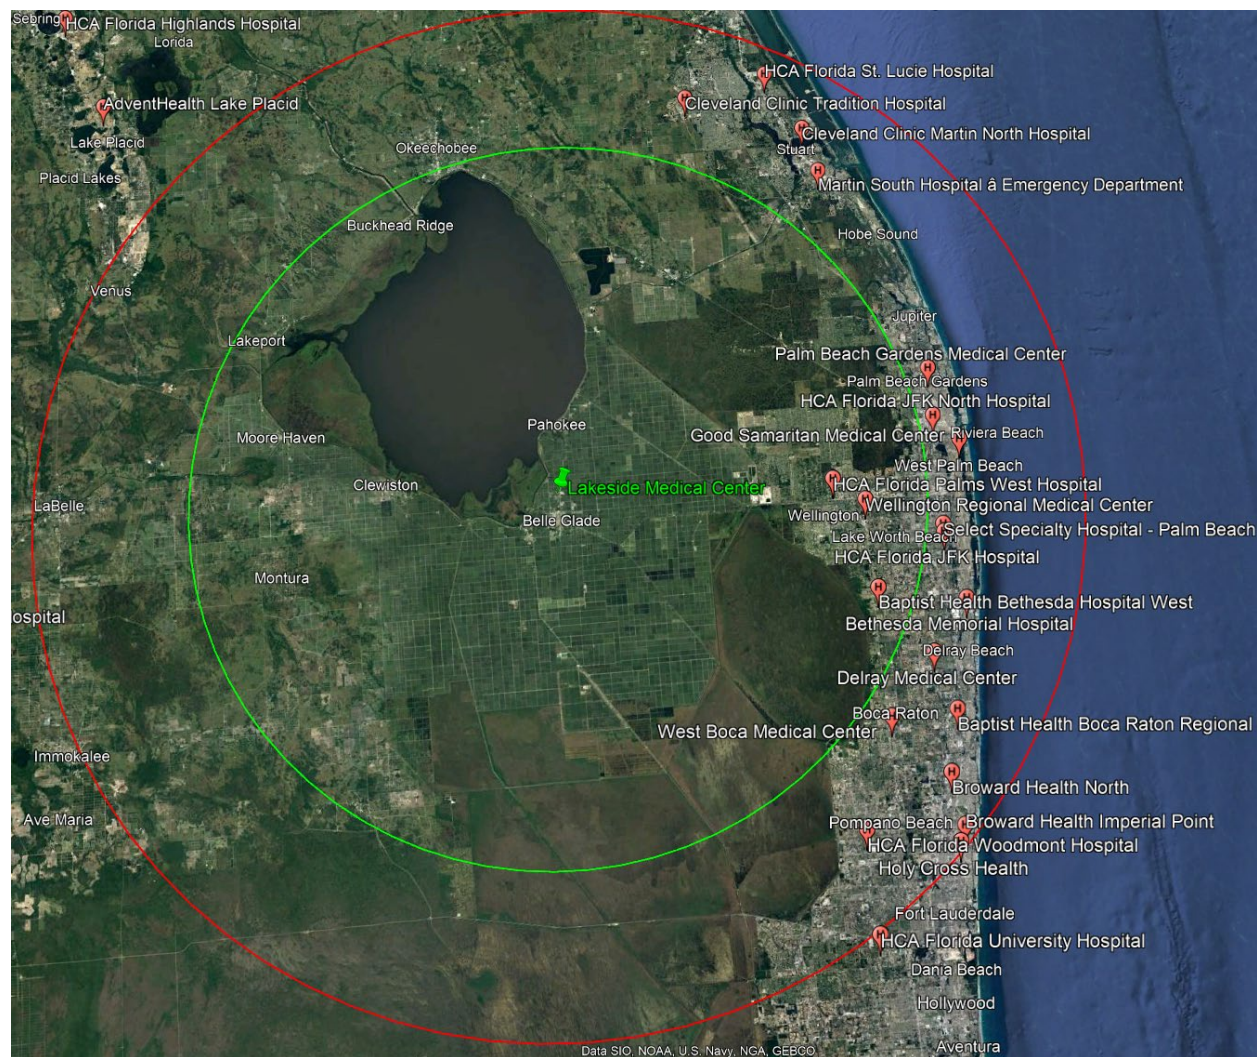 Sebring
HCA Florida Highlands Hospital
Lorida
HCA Florida St. Lucie Hospital
AdventHealth Lake Placid
Cleveland Clinic Tradition Hospital
Cleveland Clinic Martin North Hospital
Lake Placid
Okeechobee
Stuart
Placid Lakes
Martin South Hospital â Emergency Department
Buckhead Ridge
Hobe Sound
Venus
Jupiter
Lakeport
Palm Beach Gardens Medical Center
Palm Beach Gardens
HCA Florida JFK North Hospital
Pahokee
Moore Haven
Good Samaritan Medical Center
Riviera Beach
West Palm Beach
Clewiston
Lakeside Medical Center
HCA Florida Palms West Hospital
LaBelle
Wellington Regional Medical Center
Wellington
Belle Glade
Select Specialty Hospital - Palm Beach
Lake Worth Beach
HCA Florida JFK Hospital
Montura
Baptist Health Bethesda Hospital West
ospital
Bethesda Memorial Hospital
Delray Beach
Delray Medical Center
Boca Raton
Baptist Health Boca Raton Regional
West Boca Medical Center
Immokalee
Broward Health North
Ave Maria
Pompano Beach
Broward Health Imperial Point
HCA Florida Woodmont Hospital
Holy Cross Health
Fort Lauderdale
HCA Florida University Hospital
Dania Beach
Hollywood
Aventura
Data SIO, NOAA, U.S. Navy, NGA, GEBCO